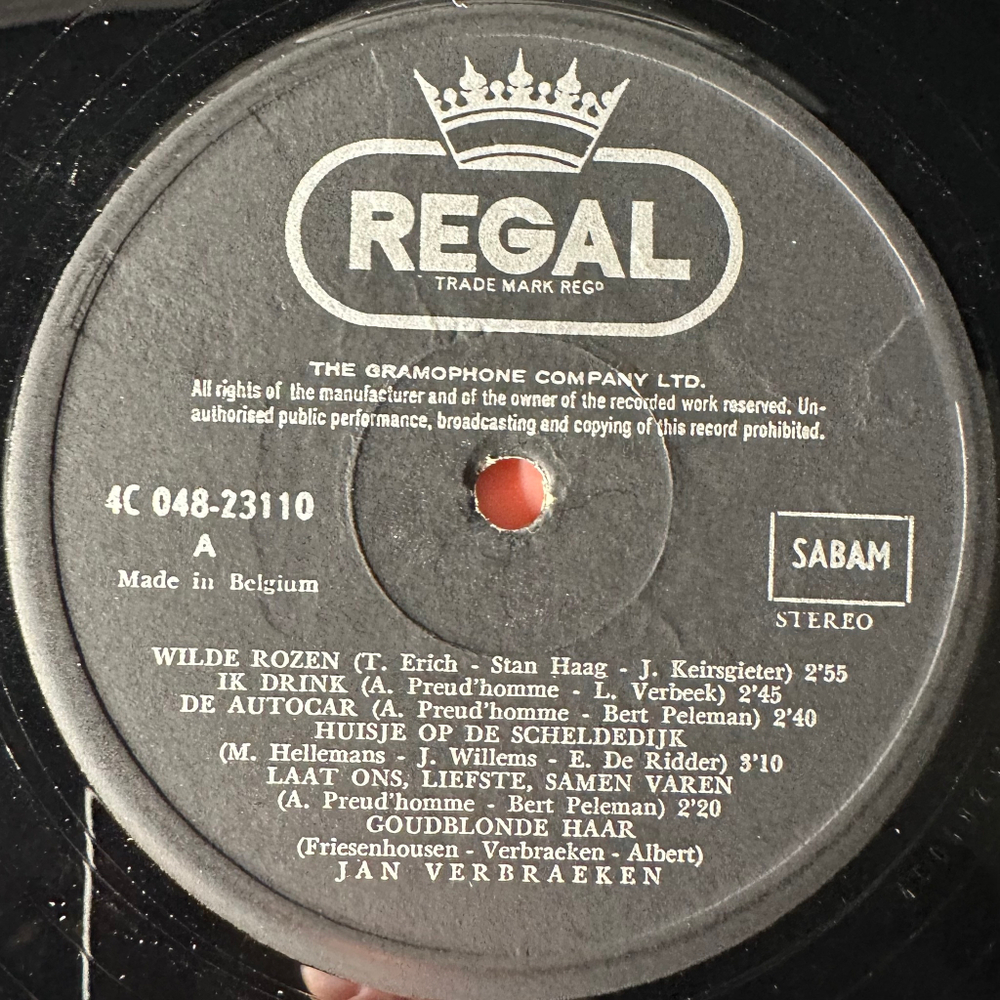 REGAL
TRADE MARK REGD
THE GRAMOPHONE COMPANY LTD.
All rights of the manufacturer and of the owner of the recorded work reserved. Un-
authorised public performance, broadcasting and copying of this record prohibited.
4C 048-23110
A
Made in Belgium
SABAM
STEREO
WILDE ROZEN (T. Erich - Stan Haag - J. Keirsgieter) 2'55
IK DRINK (A. Preud'homme - L. Verbeek) 2'45
DE AUTOCAR (A. Preud'homme - Bert Peleman) 2'40
HUISJE OP DE SCHELDEDIJK
(M. Hellemans - J. Willems - E. De Ridder) 3'10
LAAT ONS, LIEFSTE, SAMEN VAREN
(A. Preud'homme - Bert Peleman) 2'20
GOUDBLONDE HAAR
(Friesenhousen - Verbraeken - Albert)
JAN VERBRAEKEN